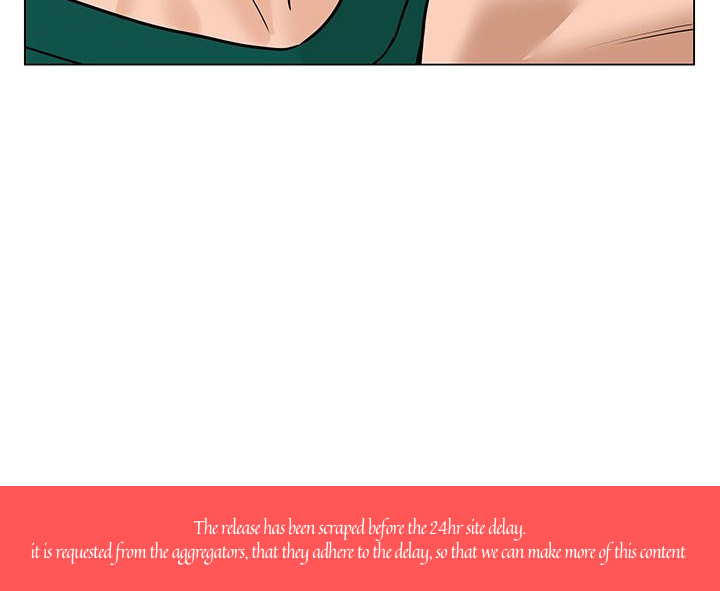 The release has been scraped before the 24hr site delay.
it is requested from the aggregators, that they adhere to the delay, so that we can make more of this content